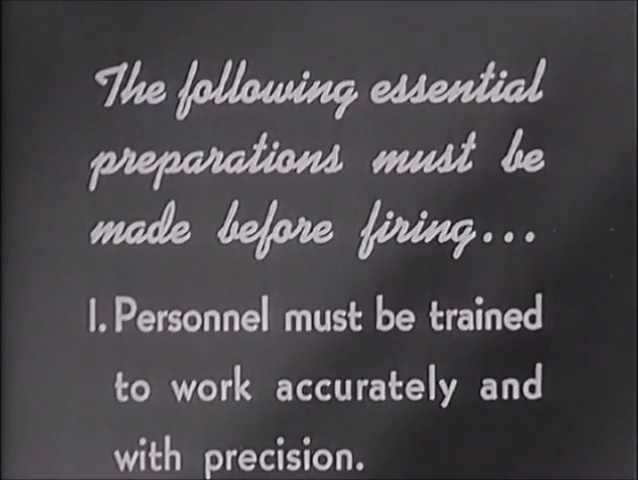 The following essential
preparations must be
made before firing...
1. Personnel must be trained
to work accurately and
with precision.